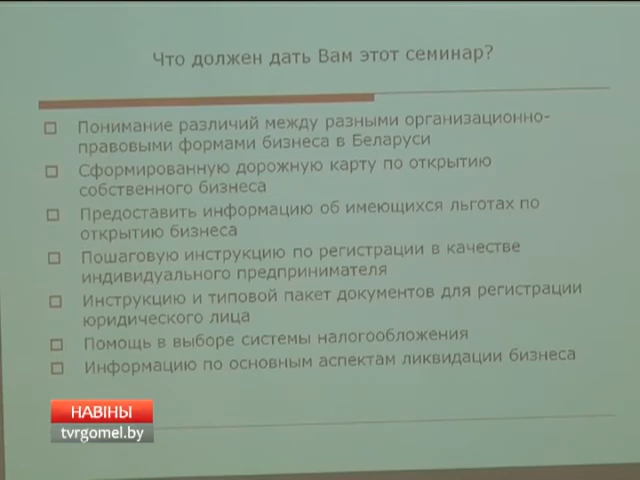 Что должен дать Вам этот семинар?
Понимание различий между разными организационно-
правовыми формами бизнеса в Беларуси
Сформированную дорожную карту по открытию
собственного бизнеса
Предоставить информацию об имеющихся льготах по
открытию бизнеса
Пошаговую инструкцию по регистрации в качестве
индивидуального предпринимателя
Инструкцию и типовой пакет документов для регистрации
юридического лица
Помощь в выборе системы налогообложения
Информацию по основным аспектам ликвидации бизнеса
НАВІНЫ
tvrgomel.by